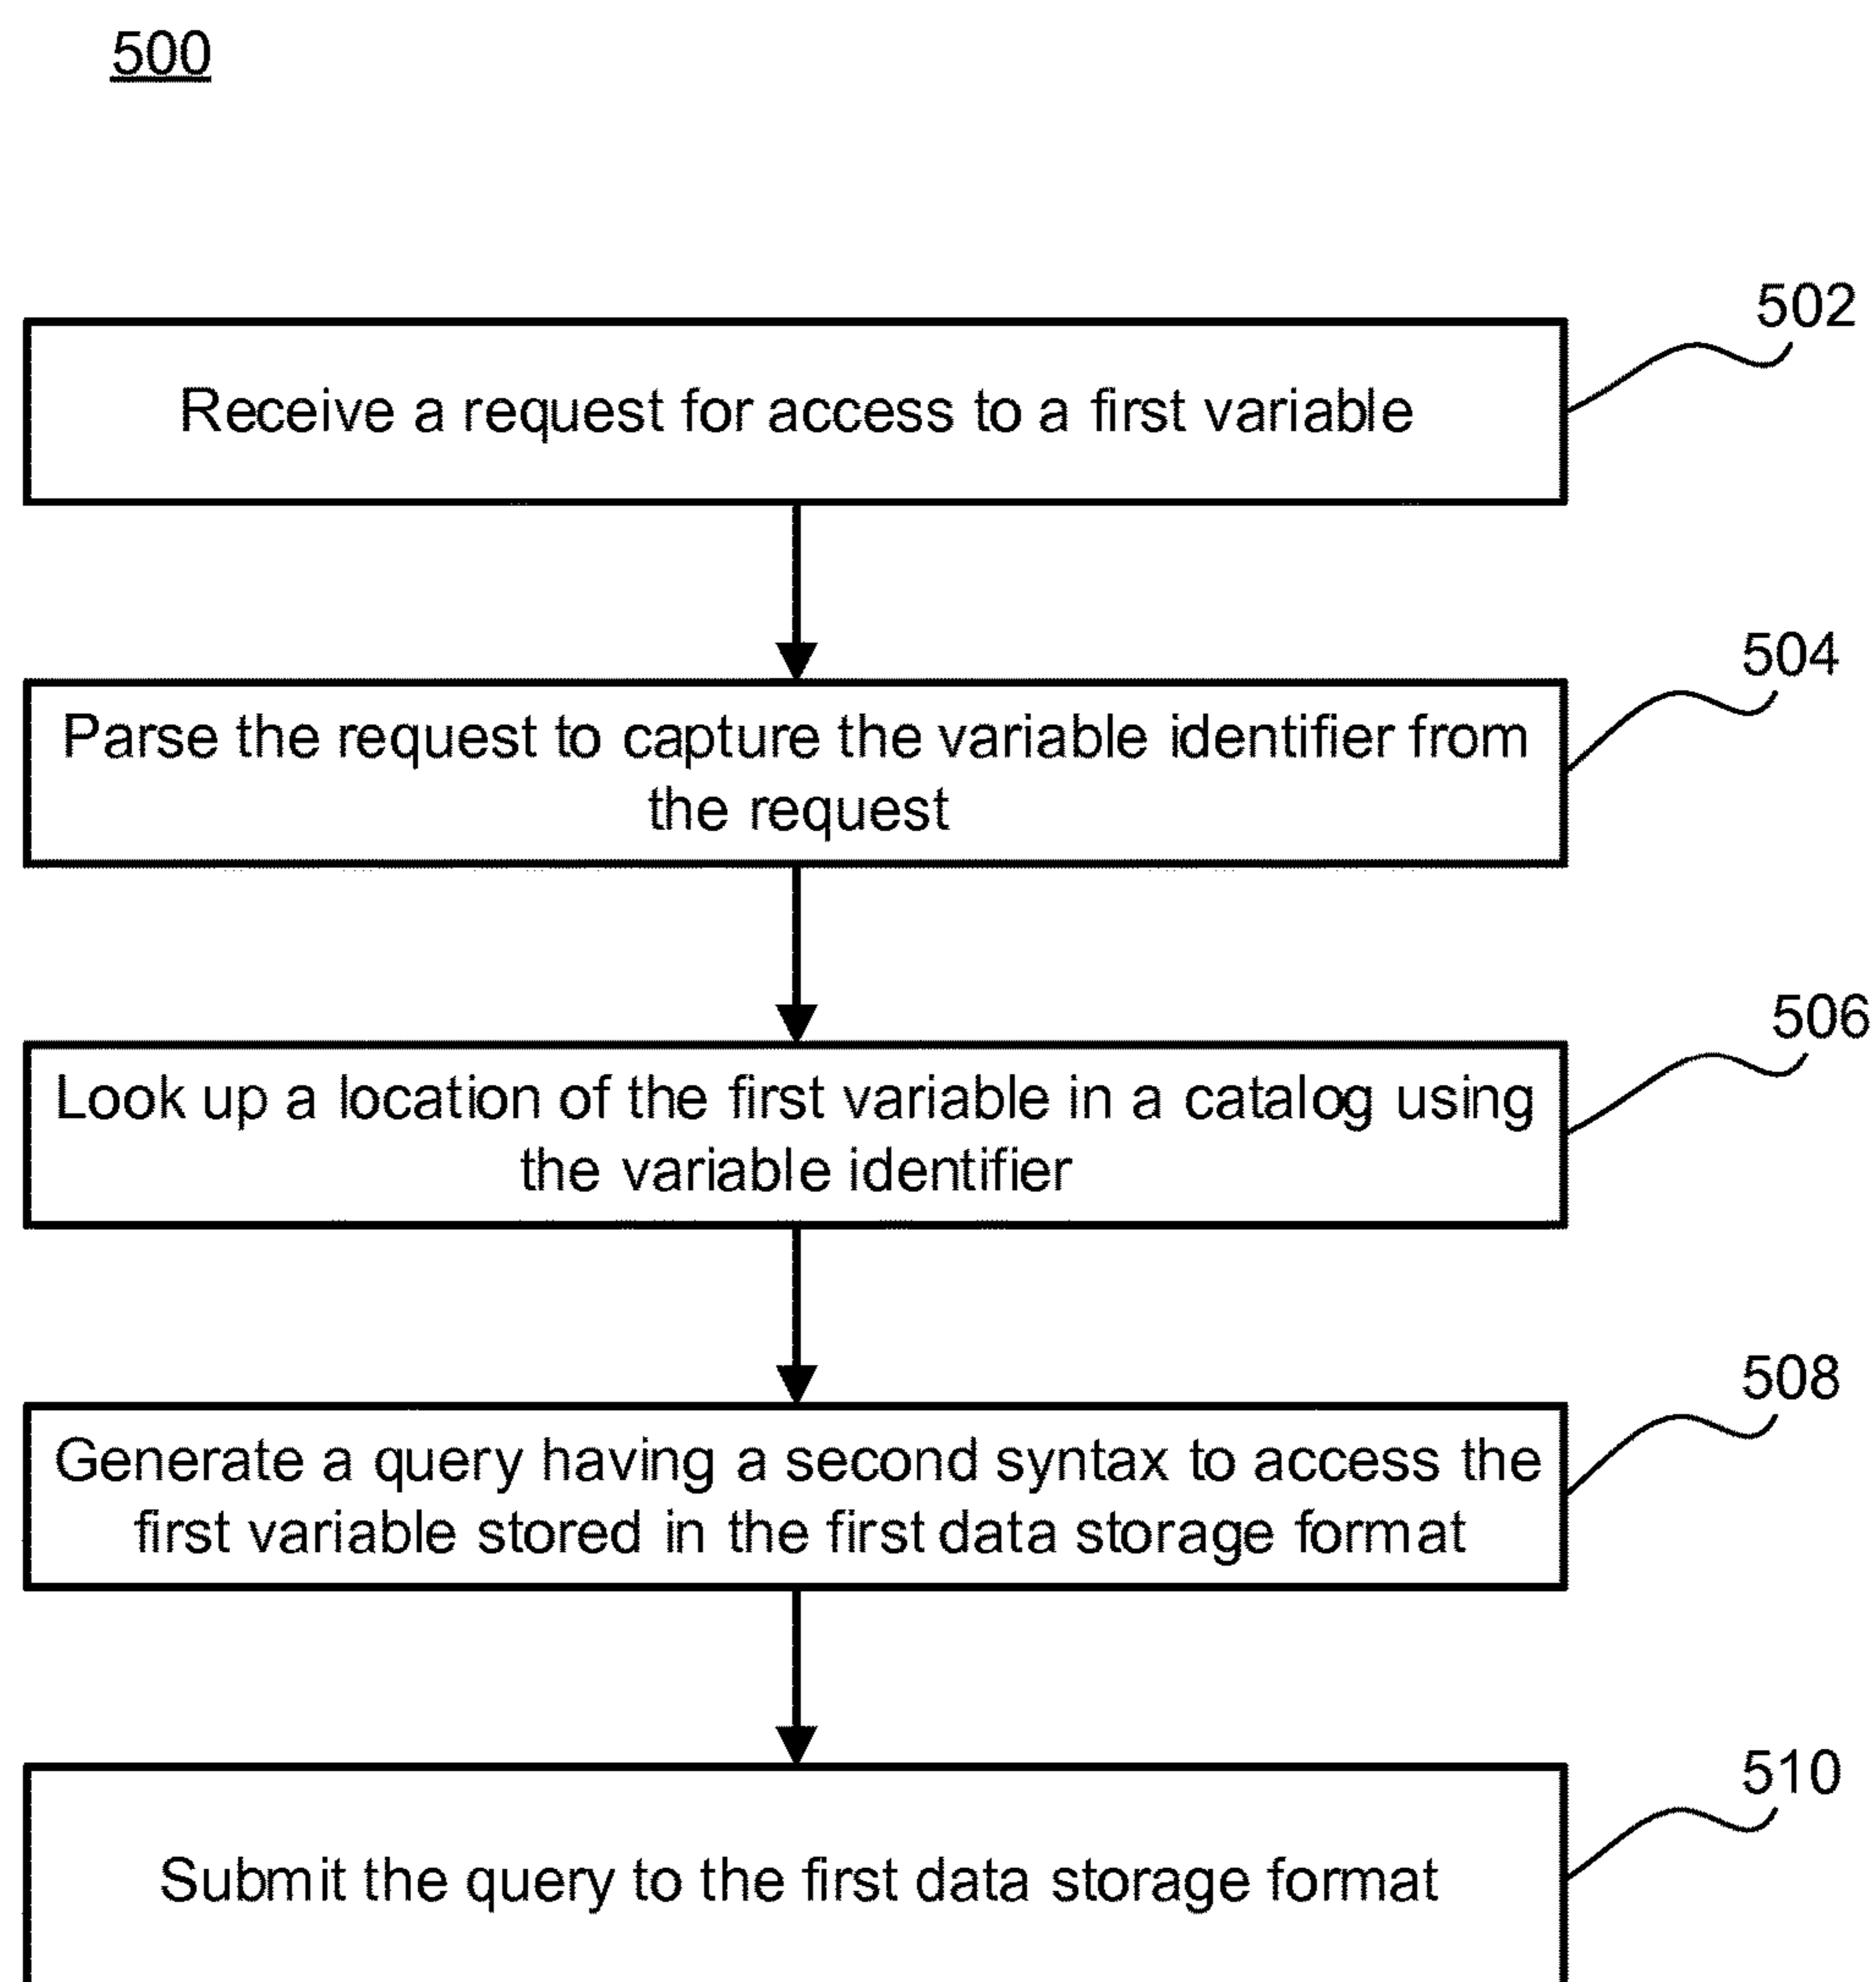 500
502
Receive a request for access to a first variable
504
Parse the request to capture the variable identifier from
the request
506
Look up a location of the first variable in a catalog using
the variable identifier
508
Generate a query having a second syntax to access the
first variable stored in the first data storage format
510
Submit the query to the first data storage format